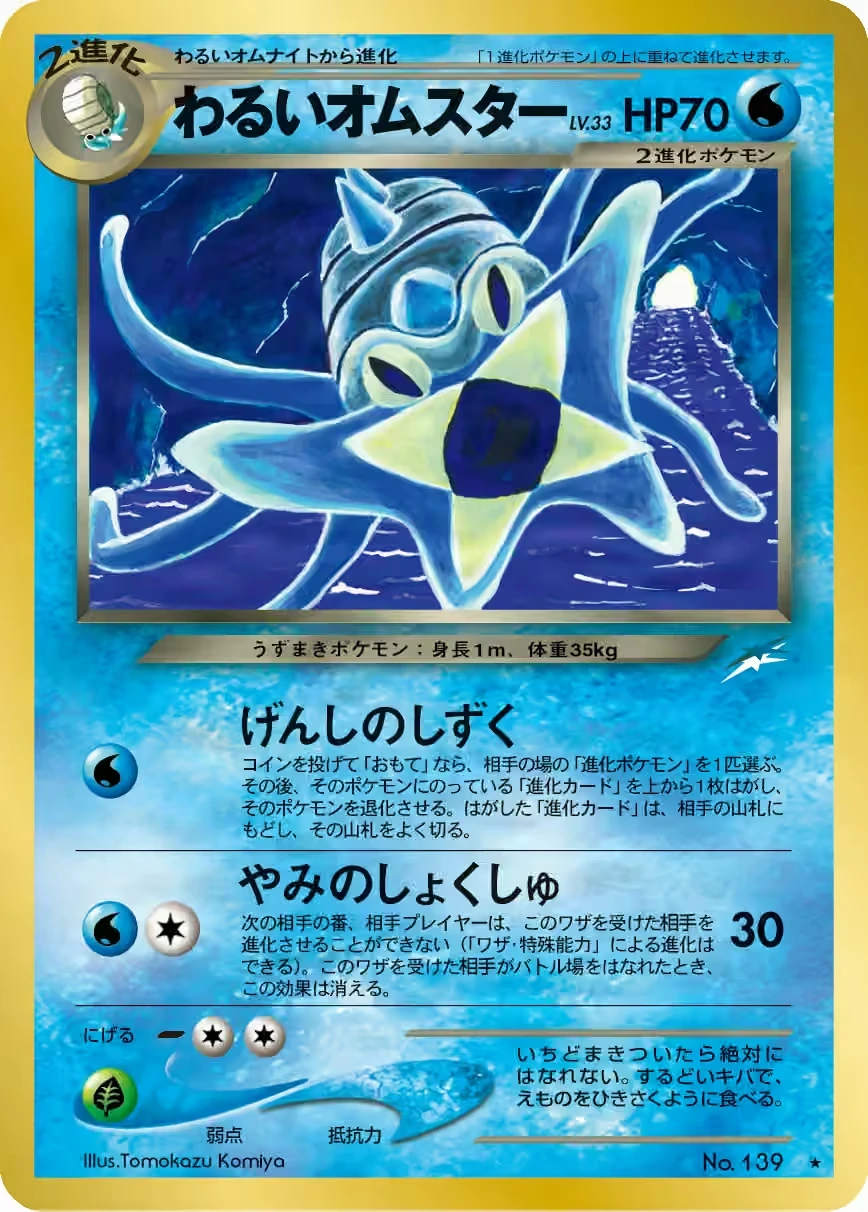 2進化
わるいオムナイトから進化
「1進化ポケモン」の上に重ねて進化させます。
わるいオムスター LV.33 HP70
2進化ポケモン
うずまきポケモン：身長1m、体重35kg
げんしのしずく
コインを投げて「おもて」なら、相手の場の「進化ポケモン」を1匹選ぶ。
その後、そのポケモンにのっている「進化カード」を上から1枚はがし、
そのポケモンを退化させる。はがした「進化カード」は、相手の山札に
もどし、その山札をよく切る。
やみのしょくしゅ
次の相手の番、相手プレイヤーは、このワザを受けた相手を
進化させることができない（「ワザ・特殊能力」による進化は
できる）。このワザを受けた相手がバトル場をはなれたとき、
この効果は消える。
30
にげる
いちどまきついたら絶対に
はなれない。するどいキバで、
えものをひきさくように食べる。
弱点
抵抗力
Illus.Tomokazu Komiya
No. 139 ★